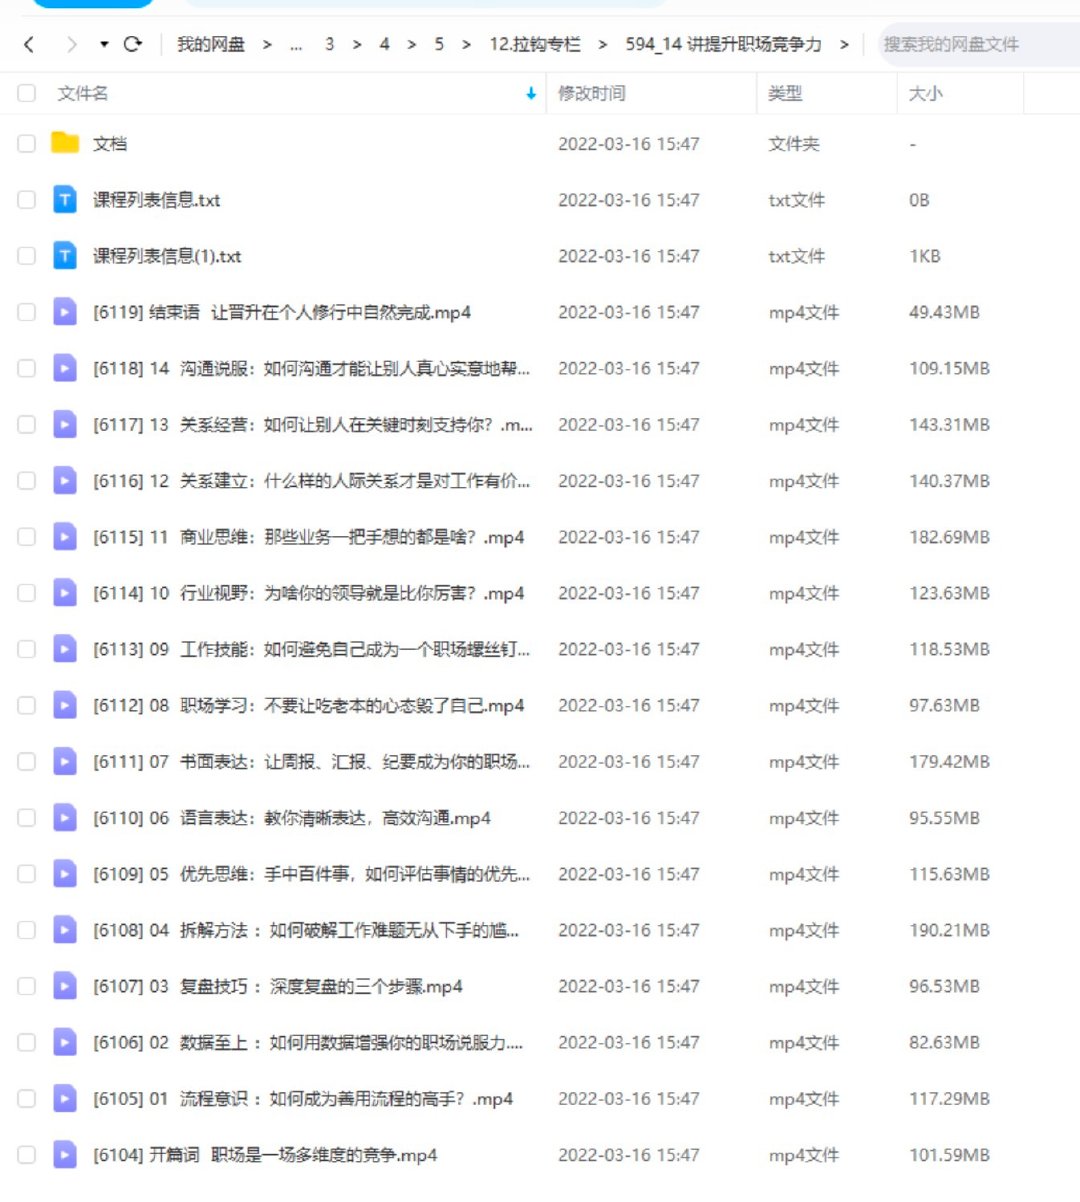 我的网盘 > ... 3 > 4 > 5 > 12.拉钩专栏 > 594_14 讲提升职场竞争力 > 搜索我的网盘文件
文件名 修改时间 类型 大小
文档 2022-03-16 15:47 文件夹 -
课程列表信息.txt 2022-03-16 15:47 txt文件 0B
课程列表信息(1).txt 2022-03-16 15:47 txt文件 1KB
[6119] 结束语 让晋升在个人修行中自然完成.mp4 2022-03-16 15:47 mp4文件 49.43MB
[6118] 14 沟通说服：如何沟通才能让别人真心实意地帮... 2022-03-16 15:47 mp4文件 109.15MB
[6117] 13 关系经营：如何让别人在关键时刻支持你？.m... 2022-03-16 15:47 mp4文件 143.31MB
[6116] 12 关系建立：什么样的人际关系才是对工作有价... 2022-03-16 15:47 mp4文件 140.37MB
[6115] 11 商业思维：那些业务一把手想的都是啥？.mp4 2022-03-16 15:47 mp4文件 182.69MB
[6114] 10 行业视野：为啥你的领导就是比你厉害？.mp4 2022-03-16 15:47 mp4文件 123.63MB
[6113] 09 工作技能：如何避免自己成为一个职场螺丝钉... 2022-03-16 15:47 mp4文件 118.53MB
[6112] 08 职场学习：不要让吃老本的心态毁了自己.mp4 2022-03-16 15:47 mp4文件 97.63MB
[6111] 07 书面表达：让周报、汇报、纪要成为你的职场... 2022-03-16 15:47 mp4文件 179.42MB
[6110] 06 语言表达：教你清晰表达，高效沟通.mp4 2022-03-16 15:47 mp4文件 95.55MB
[6109] 05 优先思维：手中百件事，如何评估事情的优先... 2022-03-16 15:47 mp4文件 115.63MB
[6108] 04 拆解方法 ：如何破解工作难题无从下手的尴... 2022-03-16 15:47 mp4文件 190.21MB
[6107] 03 复盘技巧 ：深度复盘的三个步骤.mp4 2022-03-16 15:47 mp4文件 96.53MB
[6106] 02 数据至上 ：如何用数据增强你的职场说服力.... 2022-03-16 15:47 mp4文件 82.63MB
[6105] 01 流程意识 ：如何成为善用流程的高手？.mp4 2022-03-16 15:47 mp4文件 117.29MB
[6104] 开篇词 职场是一场多维度的竞争.mp4 2022-03-16 15:47 mp4文件 101.59MB